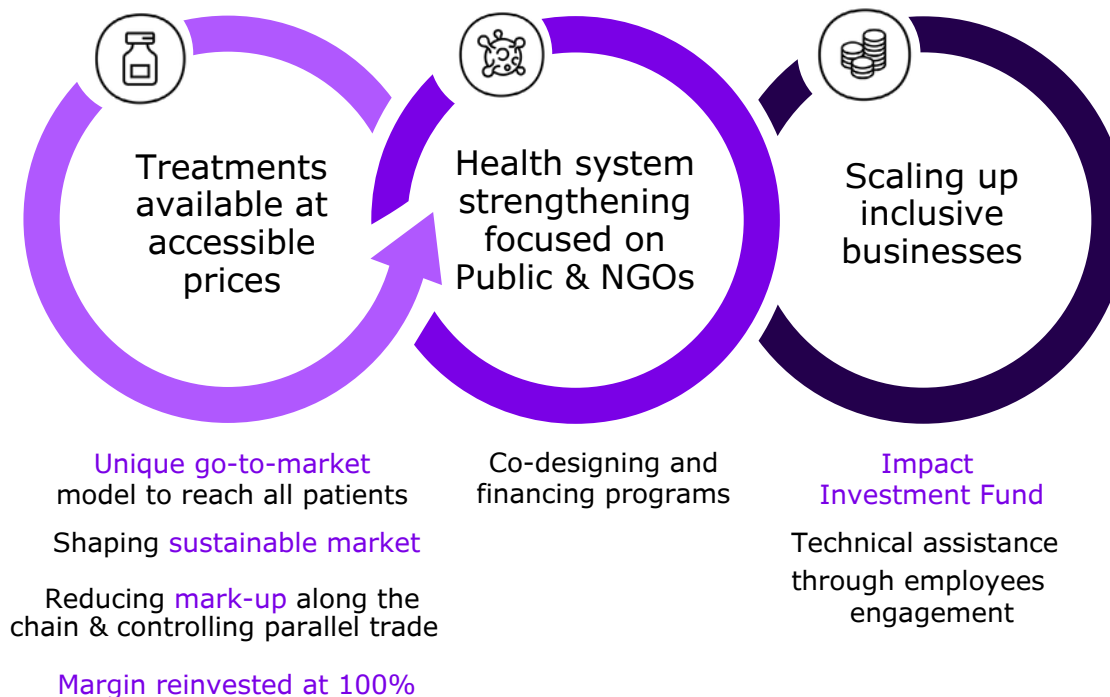 Treatments
available at
accessible
prices
Health system
strengthening
focused on
Public & NGOs
Scaling up
inclusive
businesses
Unique go-to-market
model to reach all patients
Shaping sustainable market
Reducing mark-up along the
chain & controlling parallel trade
Margin reinvested at 100%
Co-designing and
financing programs
Impact
Investment Fund
Technical assistance
through employees
engagement